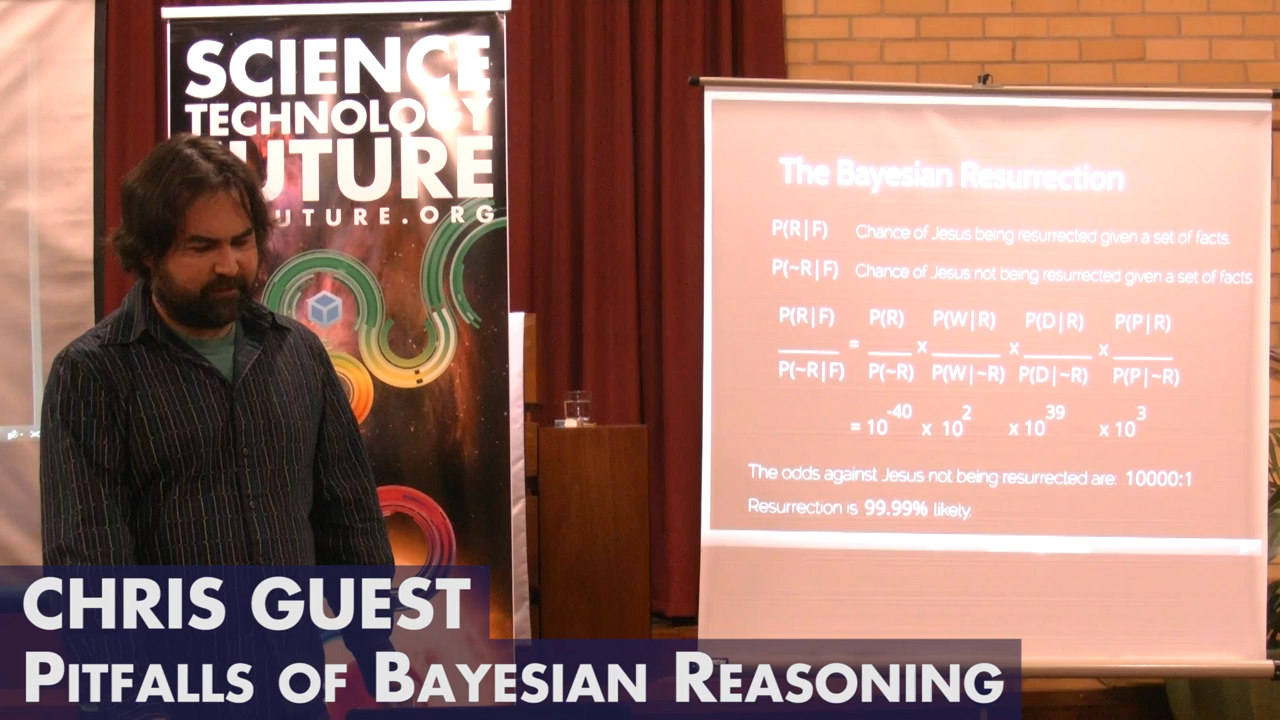 SCIENCE
TECHNOLOGY
FUTURE
UTURE.ORG
The Bayesian Resurrection
P(R|F) Chance of Jesus being resurrected given a set of facts.
P(~R|F) Chance of Jesus not being resurrected given a set of facts
P(R|F) P(R) P(W|R) P(D|R) P(P|R)
= x x x
P(~R|F) P(~R) P(W|~R) P(D|~R) P(P|~R)
= 10^-40 x 10^2 x 10^39 x 10^3
The odds against Jesus not being resurrected are: 10000:1
Resurrection is 99.99% likely.
CHRIS GUEST
PITFALLS OF BAYESIAN REASONING